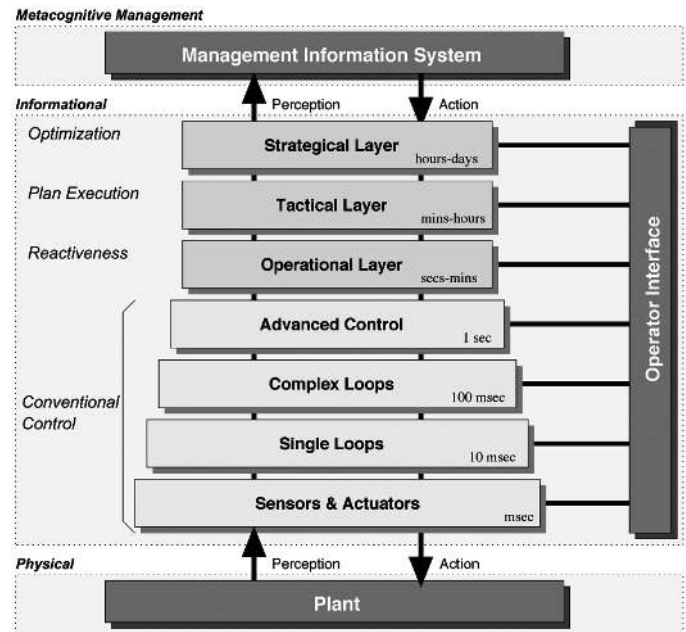 Metacognitive Management
Management Information System
Perception
Action
Informational
Optimization
Strategical Layer
hours-days
Plan Execution
Tactical Layer
mins-hours
Reactiveness
Operational Layer
secs-mins
Advanced Control
1 sec
Complex Loops
100 msec
Conventional
Control
Single Loops
10 msec
Sensors & Actuators
msec
Operator Interface
Perception
Action
Physical
Plant